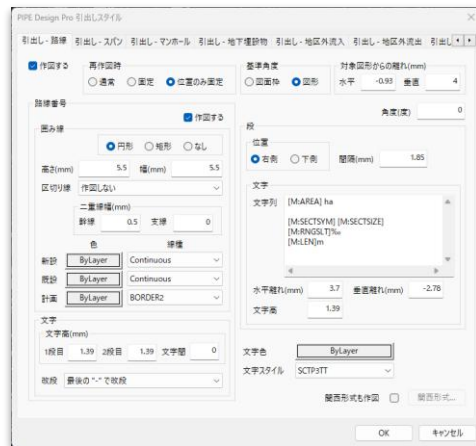 PIPE Design Pro 引出しスタイル
引出し - 路線 引出し - スパン 引出し - マンホール 引出し - 地下埋設物 引出し - 地区外流入 引出し - 地区外流出 引出し
作図する
再作図時
通常 固定 位置のみ固定
基準角度
図面枠 図形
対象図形からの離れ(mm)
水平 -0.93 垂直 4
路線番号
作図する
囲み線
円形 矩形 なし
高さ(mm) 5.5 幅(mm) 5.5
区切り線 作図しない
二重線幅(mm)
幹線 0.5 支線 0
色 線種
新設 ByLayer Continuous
既設 ByLayer Continuous
計画 ByLayer BORDER2
文字
文字高(mm)
1段目 1.39 2段目 1.39 文字間 0
改段 最後の "-" で改段
角度(度) 0
段
位置
右側 下側 間隔(mm) 1.85
文字
文字列
[M:AREA] ha
[M:SECTSYM] [M:SECTSIZE]
[M:RNGSLT]‰
[M:LEN]m
水平離れ(mm) 3.7 垂直離れ(mm) -2.78
文字高 1.39
文字色 ByLayer
文字スタイル SCTP3TT
関西形式も作図 関西形式...
OK キャンセル